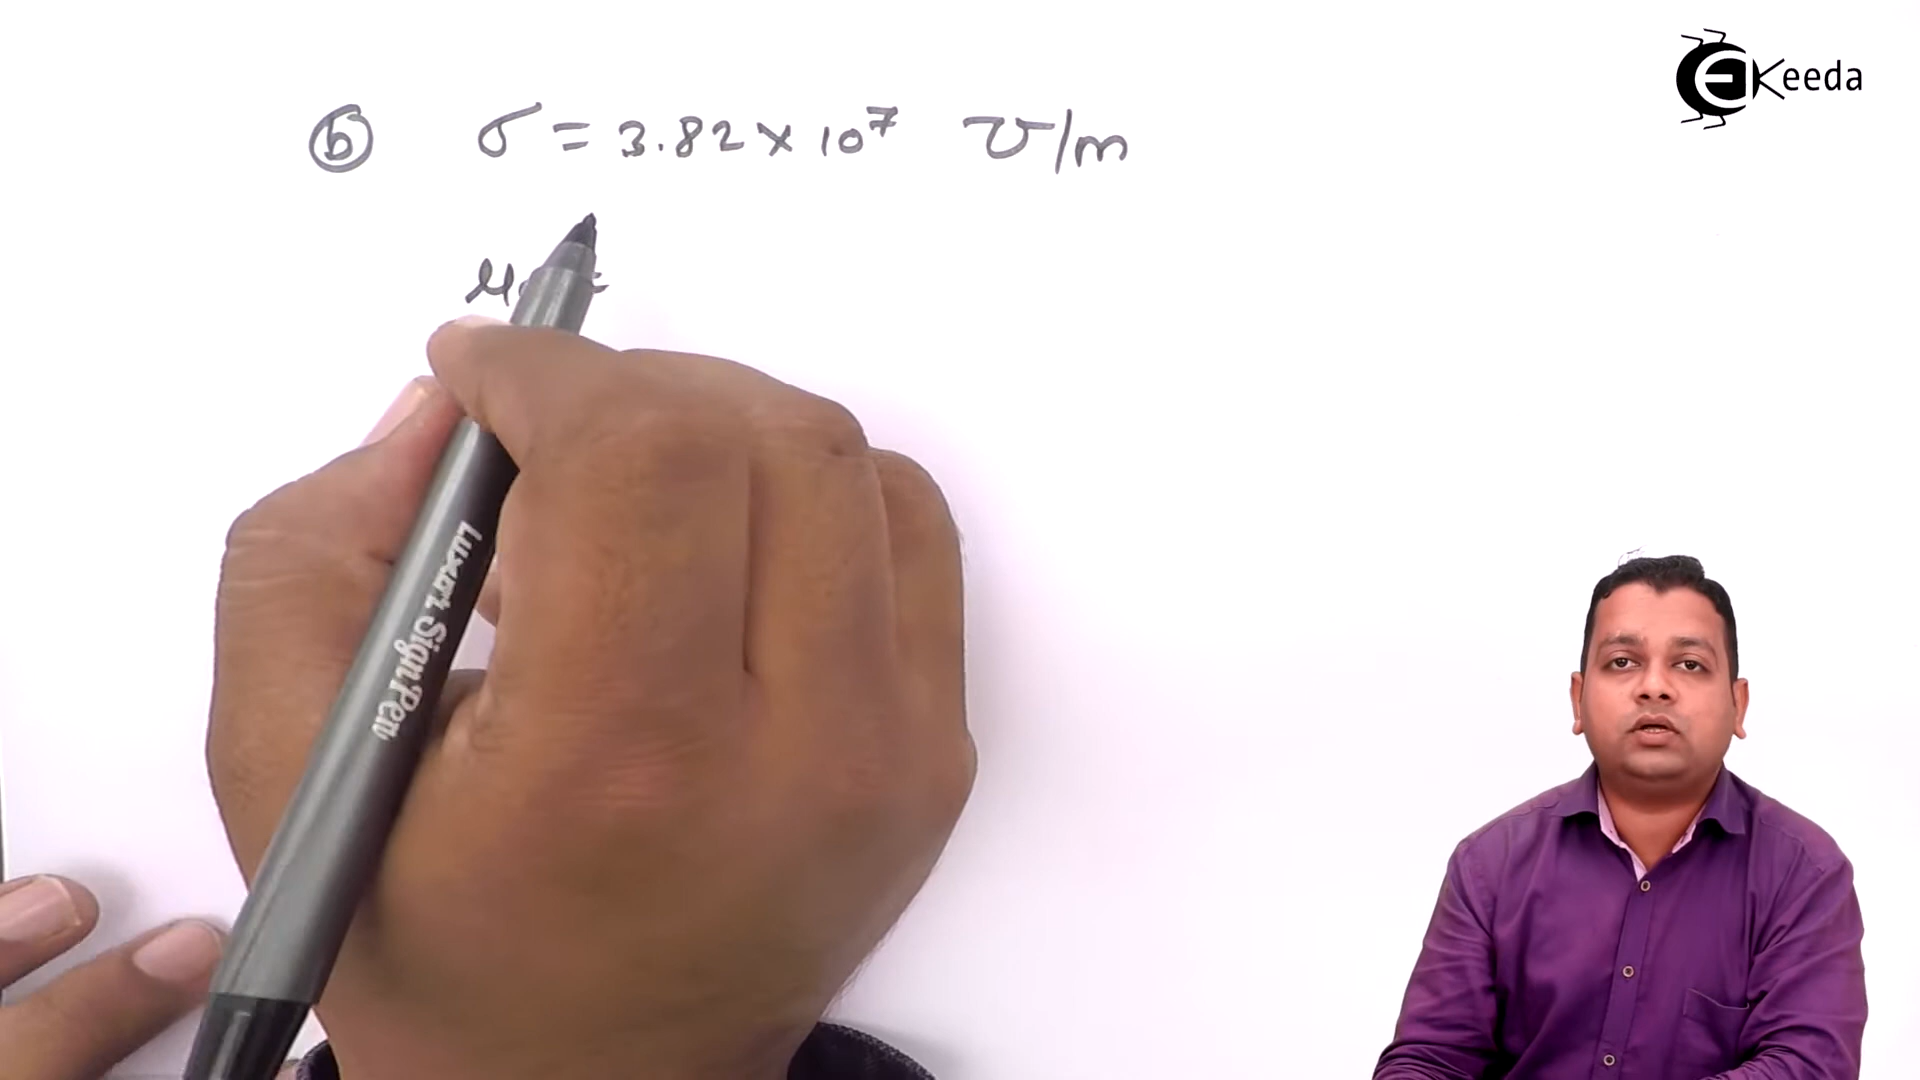 Keeda
ⓑ σ = 3.82 × 10⁷ ℧/m
μ
Luxor Sign Pen